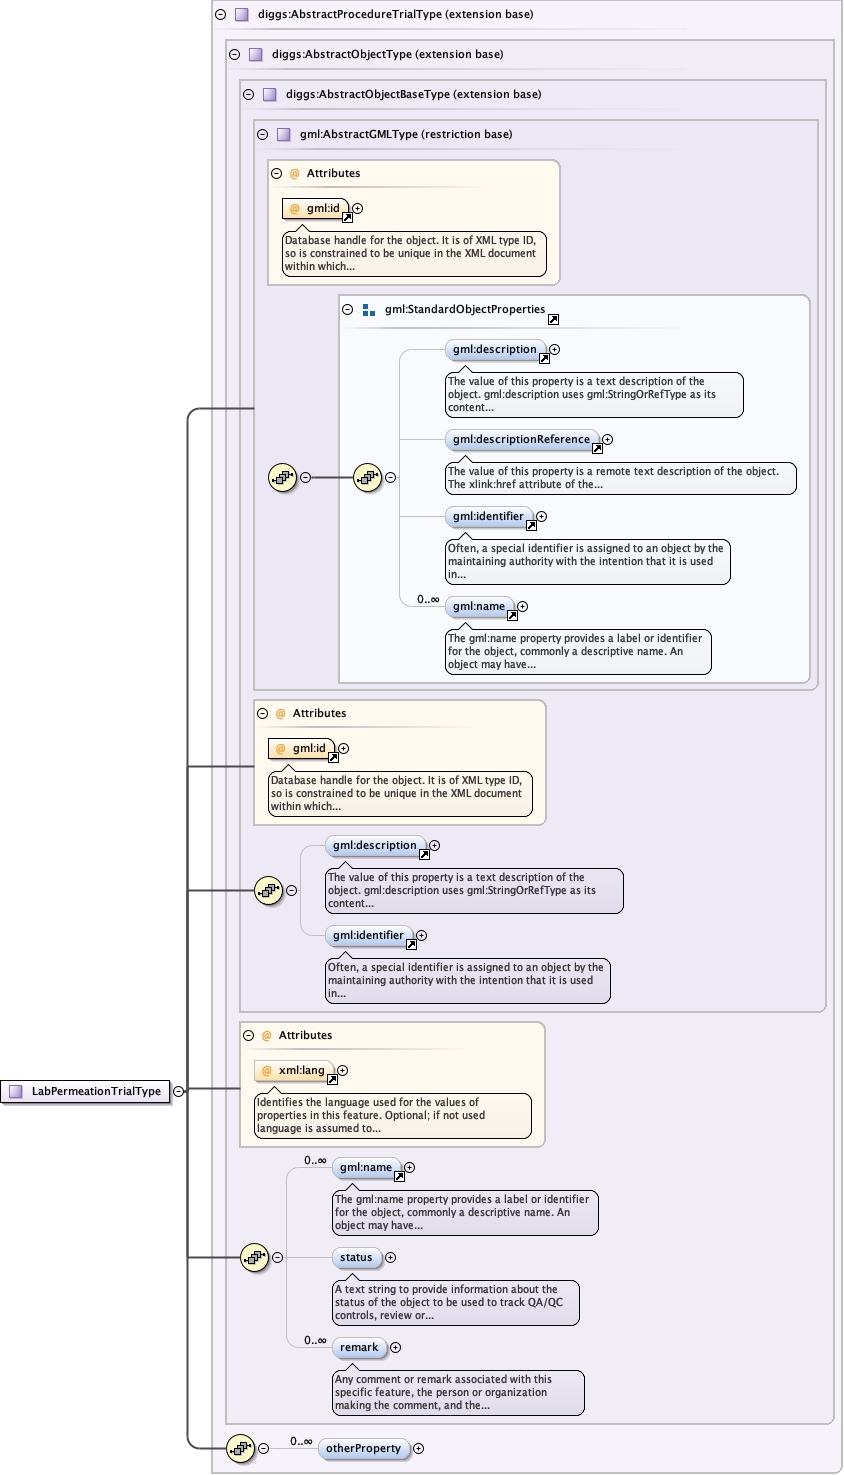 diggs:AbstractProcedureTrialType (extension base)
diggs:AbstractObjectType (extension base)
diggs:AbstractObjectBaseType (extension base)
gml:AbstractGMLType (restriction base)
@ Attributes
@ gml:id
Database handle for the object. It is of XML type ID,
so is constrained to be unique in the XML document
within which...
gml:StandardObjectProperties
gml:description
The value of this property is a text description of the
object. gml:description uses gml:StringOrRefType as its
content...
gml:descriptionReference
The value of this property is a remote text description of the object.
The xlink:href attribute of the...
gml:identifier
Often, a special identifier is assigned to an object by the
maintaining authority with the intention that it is used
in...
0..∞
gml:name
The gml:name property provides a label or identifier
for the object, commonly a descriptive name. An
object may have...
@ Attributes
@ gml:id
Database handle for the object. It is of XML type ID,
so is constrained to be unique in the XML document
within which...
gml:description
The value of this property is a text description of the
object. gml:description uses gml:StringOrRefType as its
content...
gml:identifier
Often, a special identifier is assigned to an object by the
maintaining authority with the intention that it is used
in...
@ Attributes
@ xml:lang
Identifies the language used for the values of
properties in this feature. Optional; if not used
language is assumed to...
LabPermeationTrialType
0..∞
gml:name
The gml:name property provides a label or identifier
for the object, commonly a descriptive name. An
object may have...
status
A text string to provide information about the
status of the object to be used to track QA/QC
controls, review or...
0..∞
remark
Any comment or remark associated with this
specific feature, the person or organization
making the comment, and the...
0..∞
otherProperty